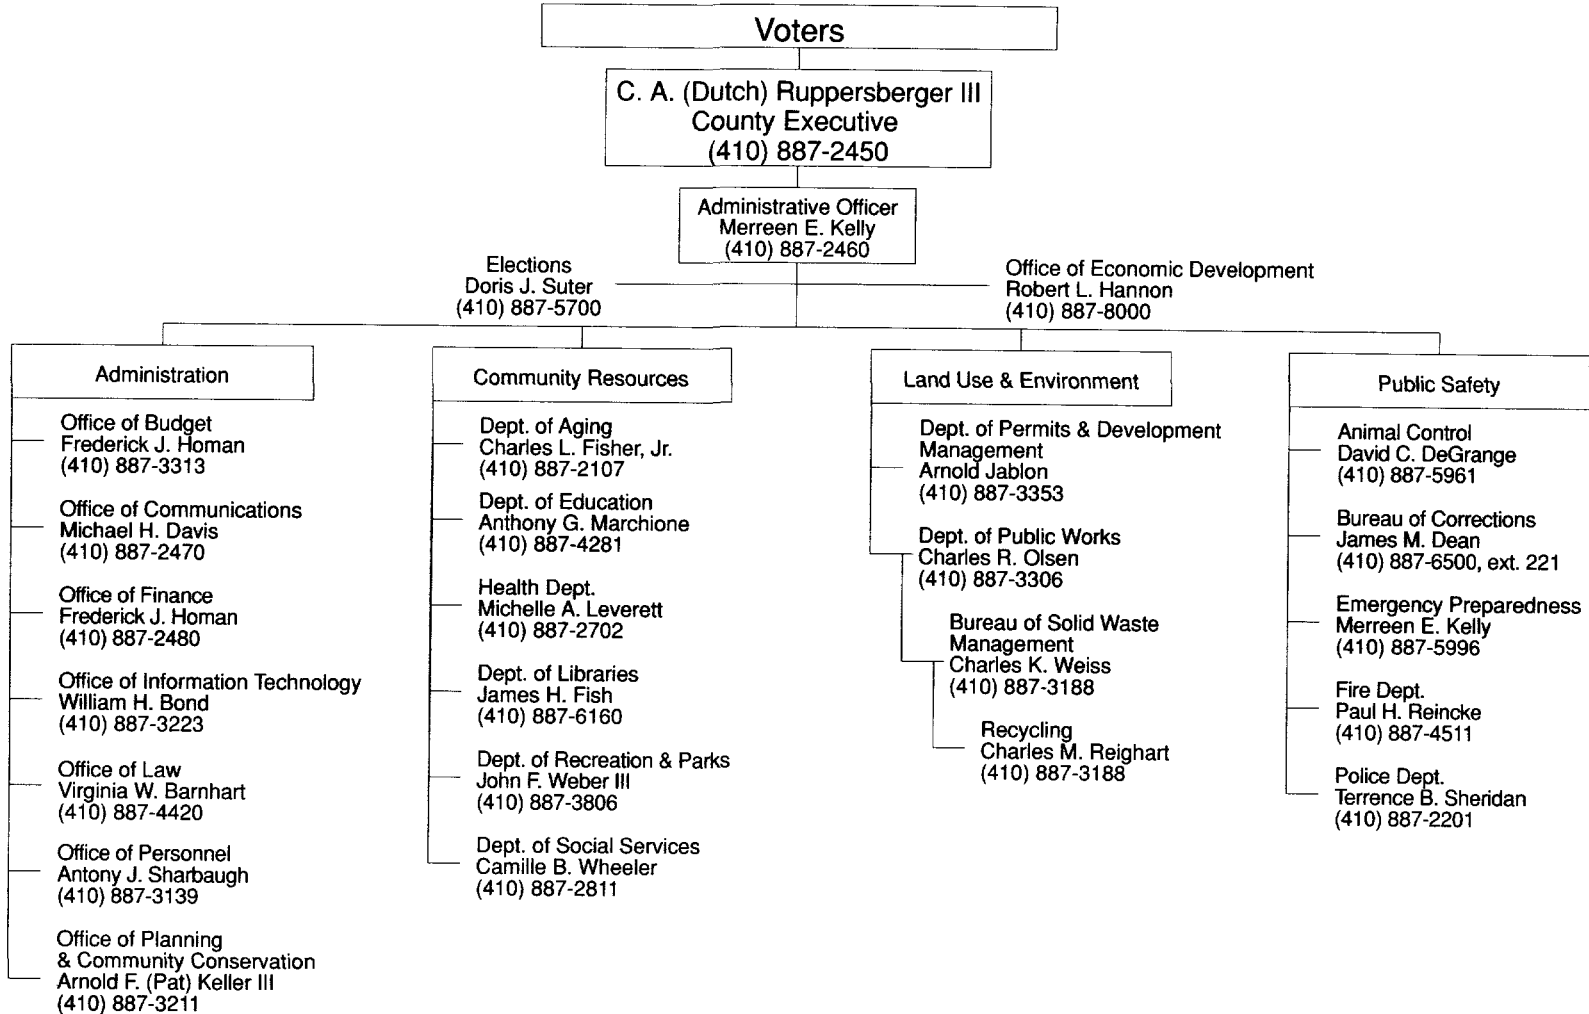 Voters
C. A. (Dutch) Ruppersberger III
County Executive
(410) 887-2450
Administrative Officer
Merreen E. Kelly
(410) 887-2460
Elections
Doris J. Suter
(410) 887-5700
Office of Economic Development
Robert L. Hannon
(410) 887-8000
Administration
Office of Budget
Frederick J. Homan
(410) 887-3313
Office of Communications
Michael H. Davis
(410) 887-2470
Office of Finance
Frederick J. Homan
(410) 887-2480
Office of Information Technology
William H. Bond
(410) 887-3223
Office of Law
Virginia W. Barnhart
(410) 887-4420
Office of Personnel
Antony J. Sharbaugh
(410) 887-3139
Office of Planning
& Community Conservation
Arnold F. (Pat) Keller III
(410) 887-3211
Community Resources
Dept. of Aging
Charles L. Fisher, Jr.
(410) 887-2107
Dept. of Education
Anthony G. Marchione
(410) 887-4281
Health Dept.
Michelle A. Leverett
(410) 887-2702
Dept. of Libraries
James H. Fish
(410) 887-6160
Dept. of Recreation & Parks
John F. Weber III
(410) 887-3806
Dept. of Social Services
Camille B. Wheeler
(410) 887-2811
Land Use & Environment
Dept. of Permits & Development
Management
Arnold Jablon
(410) 887-3353
Dept. of Public Works
Charles R. Olsen
(410) 887-3306
Bureau of Solid Waste
Management
Charles K. Weiss
(410) 887-3188
Recycling
Charles M. Reighart
(410) 887-3188
Public Safety
Animal Control
David C. DeGrange
(410) 887-5961
Bureau of Corrections
James M. Dean
(410) 887-6500, ext. 221
Emergency Preparedness
Merreen E. Kelly
(410) 887-5996
Fire Dept.
Paul H. Reincke
(410) 887-4511
Police Dept.
Terrence B. Sheridan
(410) 887-2201